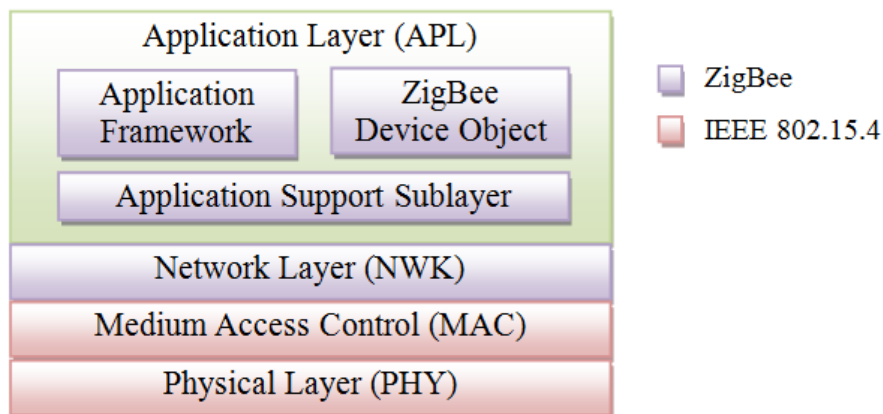 Application Layer (APL)
Application
Framework
ZigBee
Device Object
Application Support Sublayer
Network Layer (NWK)
Medium Access Control (MAC)
Physical Layer (PHY)
ZigBee
IEEE 802.15.4